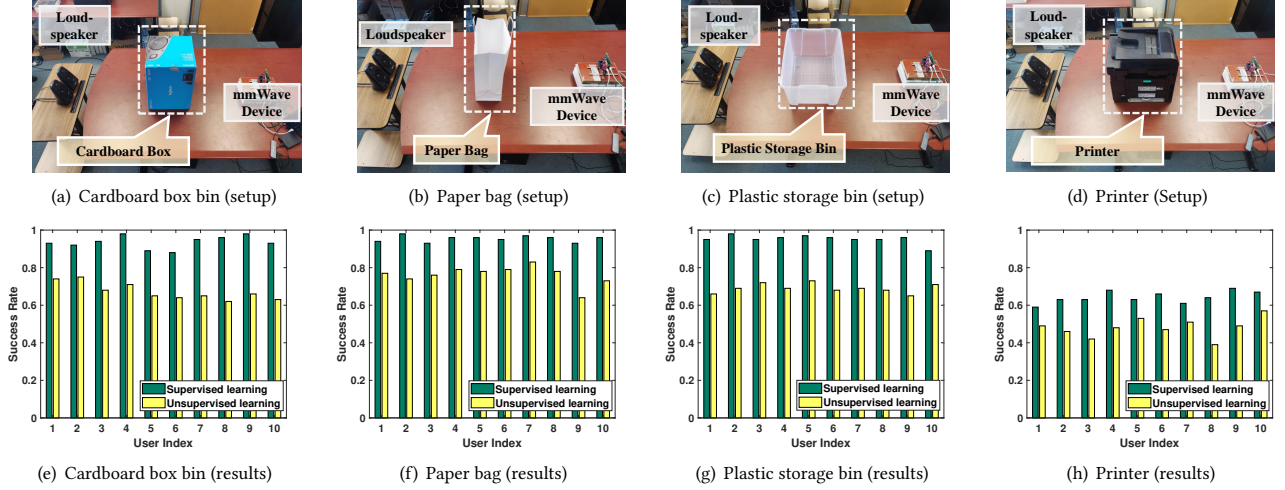 Loud-
speaker
mmWave
Device
Cardboard Box
Loudspeaker
mmWave
Device
Paper Bag
Loud-
speaker
mmWave
Device
Plastic Storage Bin
Loud-
speaker
mmWave
Device
Printer
(a) Cardboard box bin (setup)
(b) Paper bag (setup)
(c) Plastic storage bin (setup)
(d) Printer (Setup)
Success Rate
1
0.8
0.6
0.4
0.2
0
Supervised learning
Unsupervised learning
1 2 3 4 5 6 7 8 9 10
User Index
Success Rate
1
0.8
0.6
0.4
0.2
0
Supervised learning
Unsupervised learning
1 2 3 4 5 6 7 8 9 10
User Index
Success Rate
1
0.8
0.6
0.4
0.2
0
Supervised learning
Unsupervised learning
1 2 3 4 5 6 7 8 9 10
User Index
Success Rate
1
0.8
0.6
0.4
0.2
0
Supervised learning
Unsupervised learning
1 2 3 4 5 6 7 8 9 10
User Index
(e) Cardboard box bin (results)
(f) Paper bag (results)
(g) Plastic storage bin (results)
(h) Printer (results)